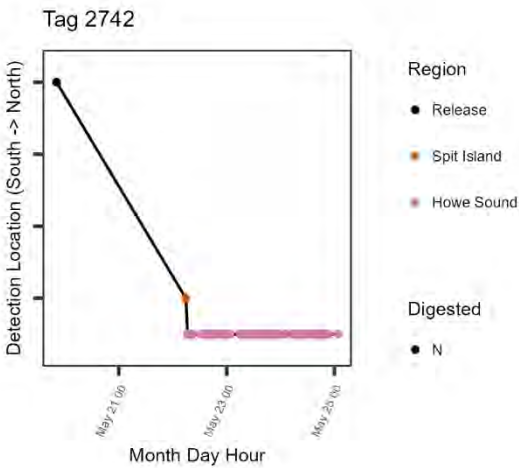 Tag 2742
Detection Location (South -> North)
May 21 00
May 23 00
May 25 00
Month Day Hour
Region
Release
Spit Island
Howe Sound
Digested
N